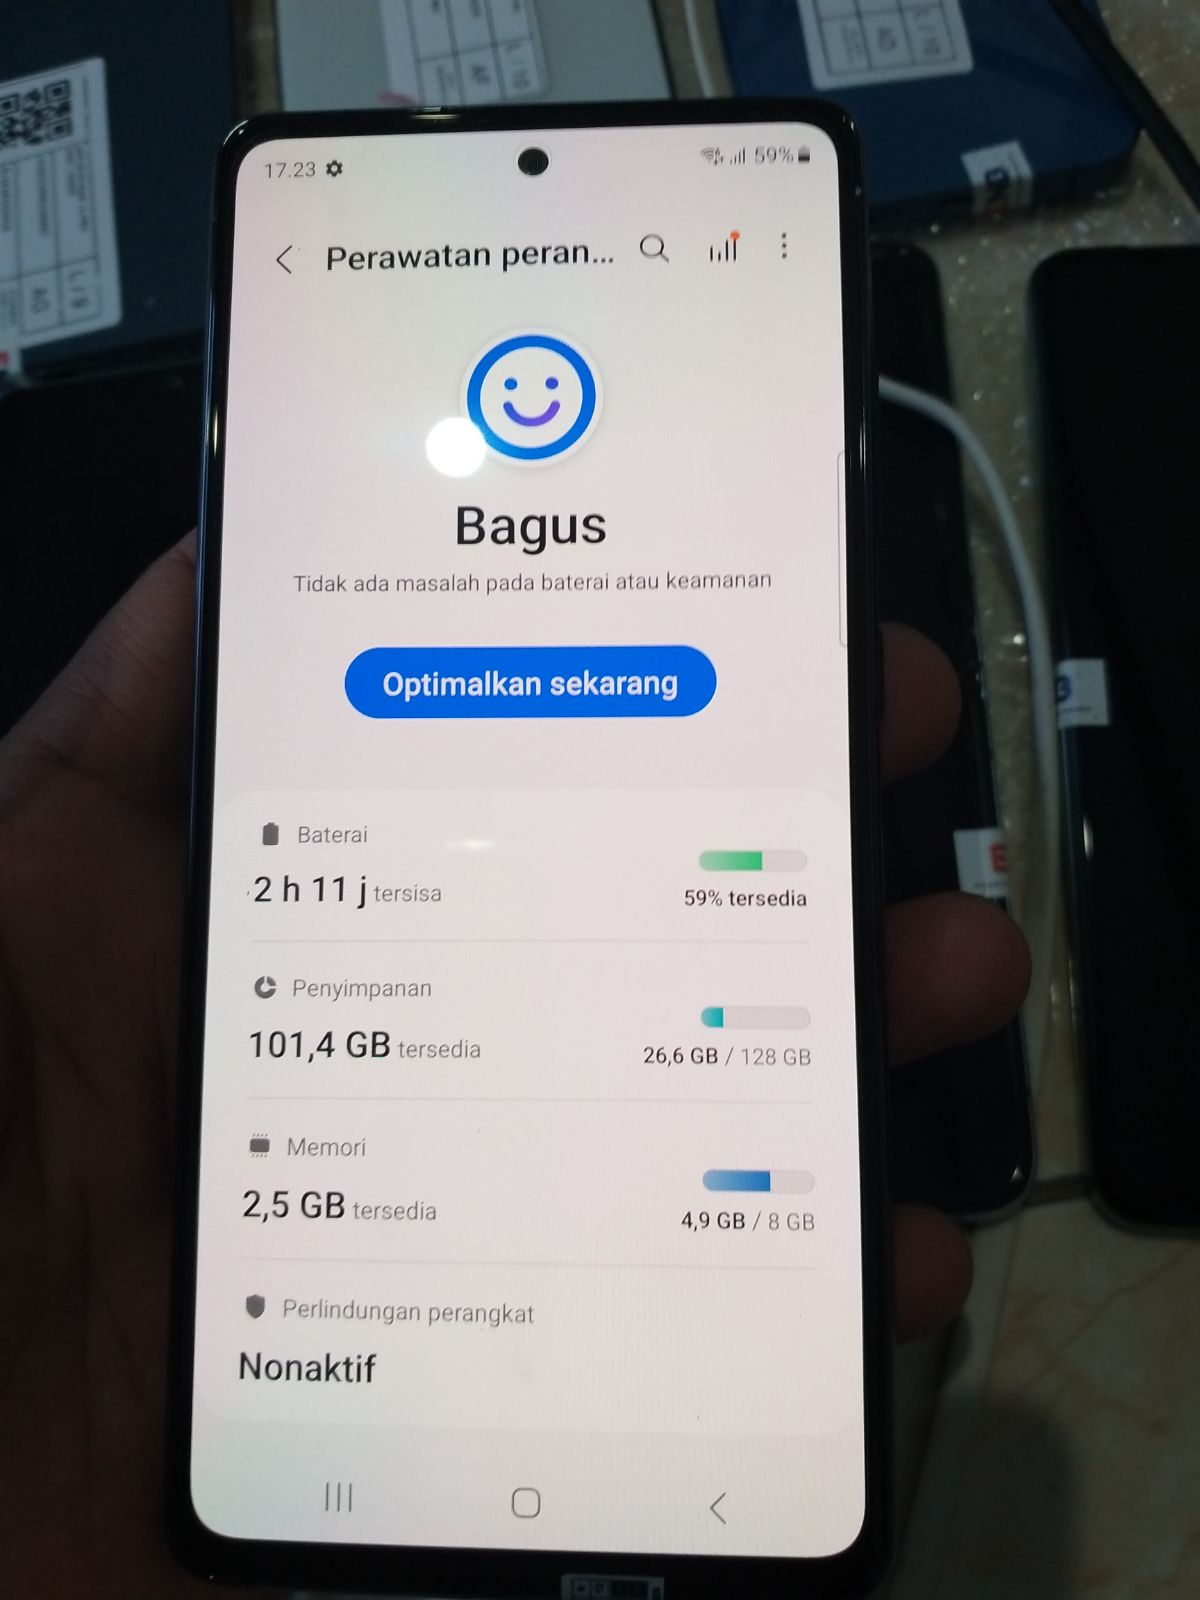 17.23
59%
Perawatan peran...
Bagus
Tidak ada masalah pada baterai atau keamanan
Optimalkan sekarang
Baterai
2 h 11 j tersisa
59% tersedia
Penyimpanan
101,4 GB tersedia
26,6 GB / 128 GB
Memori
2,5 GB tersedia
4,9 GB / 8 GB
Perlindungan perangkat
Nonaktif